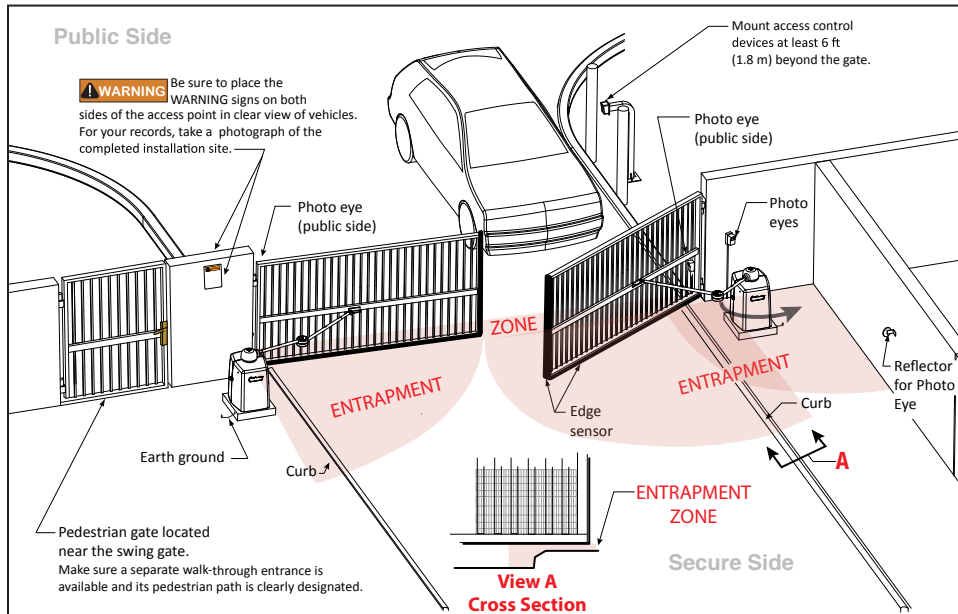 Public Side
WARNING Be sure to place the
WARNING signs on both
sides of the access point in clear view of vehicles.
For your records, take a photograph of the
completed installation site.
Mount access control
devices at least 6 ft
(1.8 m) beyond the gate.
Photo eye
(public side)
Photo eye
(public side)
Photo
eyes
ZONE
ENTRAPMENT
ENTRAPMENT
Reflector
for Photo
Eye
Edge
sensor
Curb
A
Earth ground
Curb
ENTRAPMENT
ZONE
Pedestrian gate located
near the swing gate.
Make sure a separate walk-through entrance is
available and its pedestrian path is clearly designated.
View A
Cross Section
Secure Side